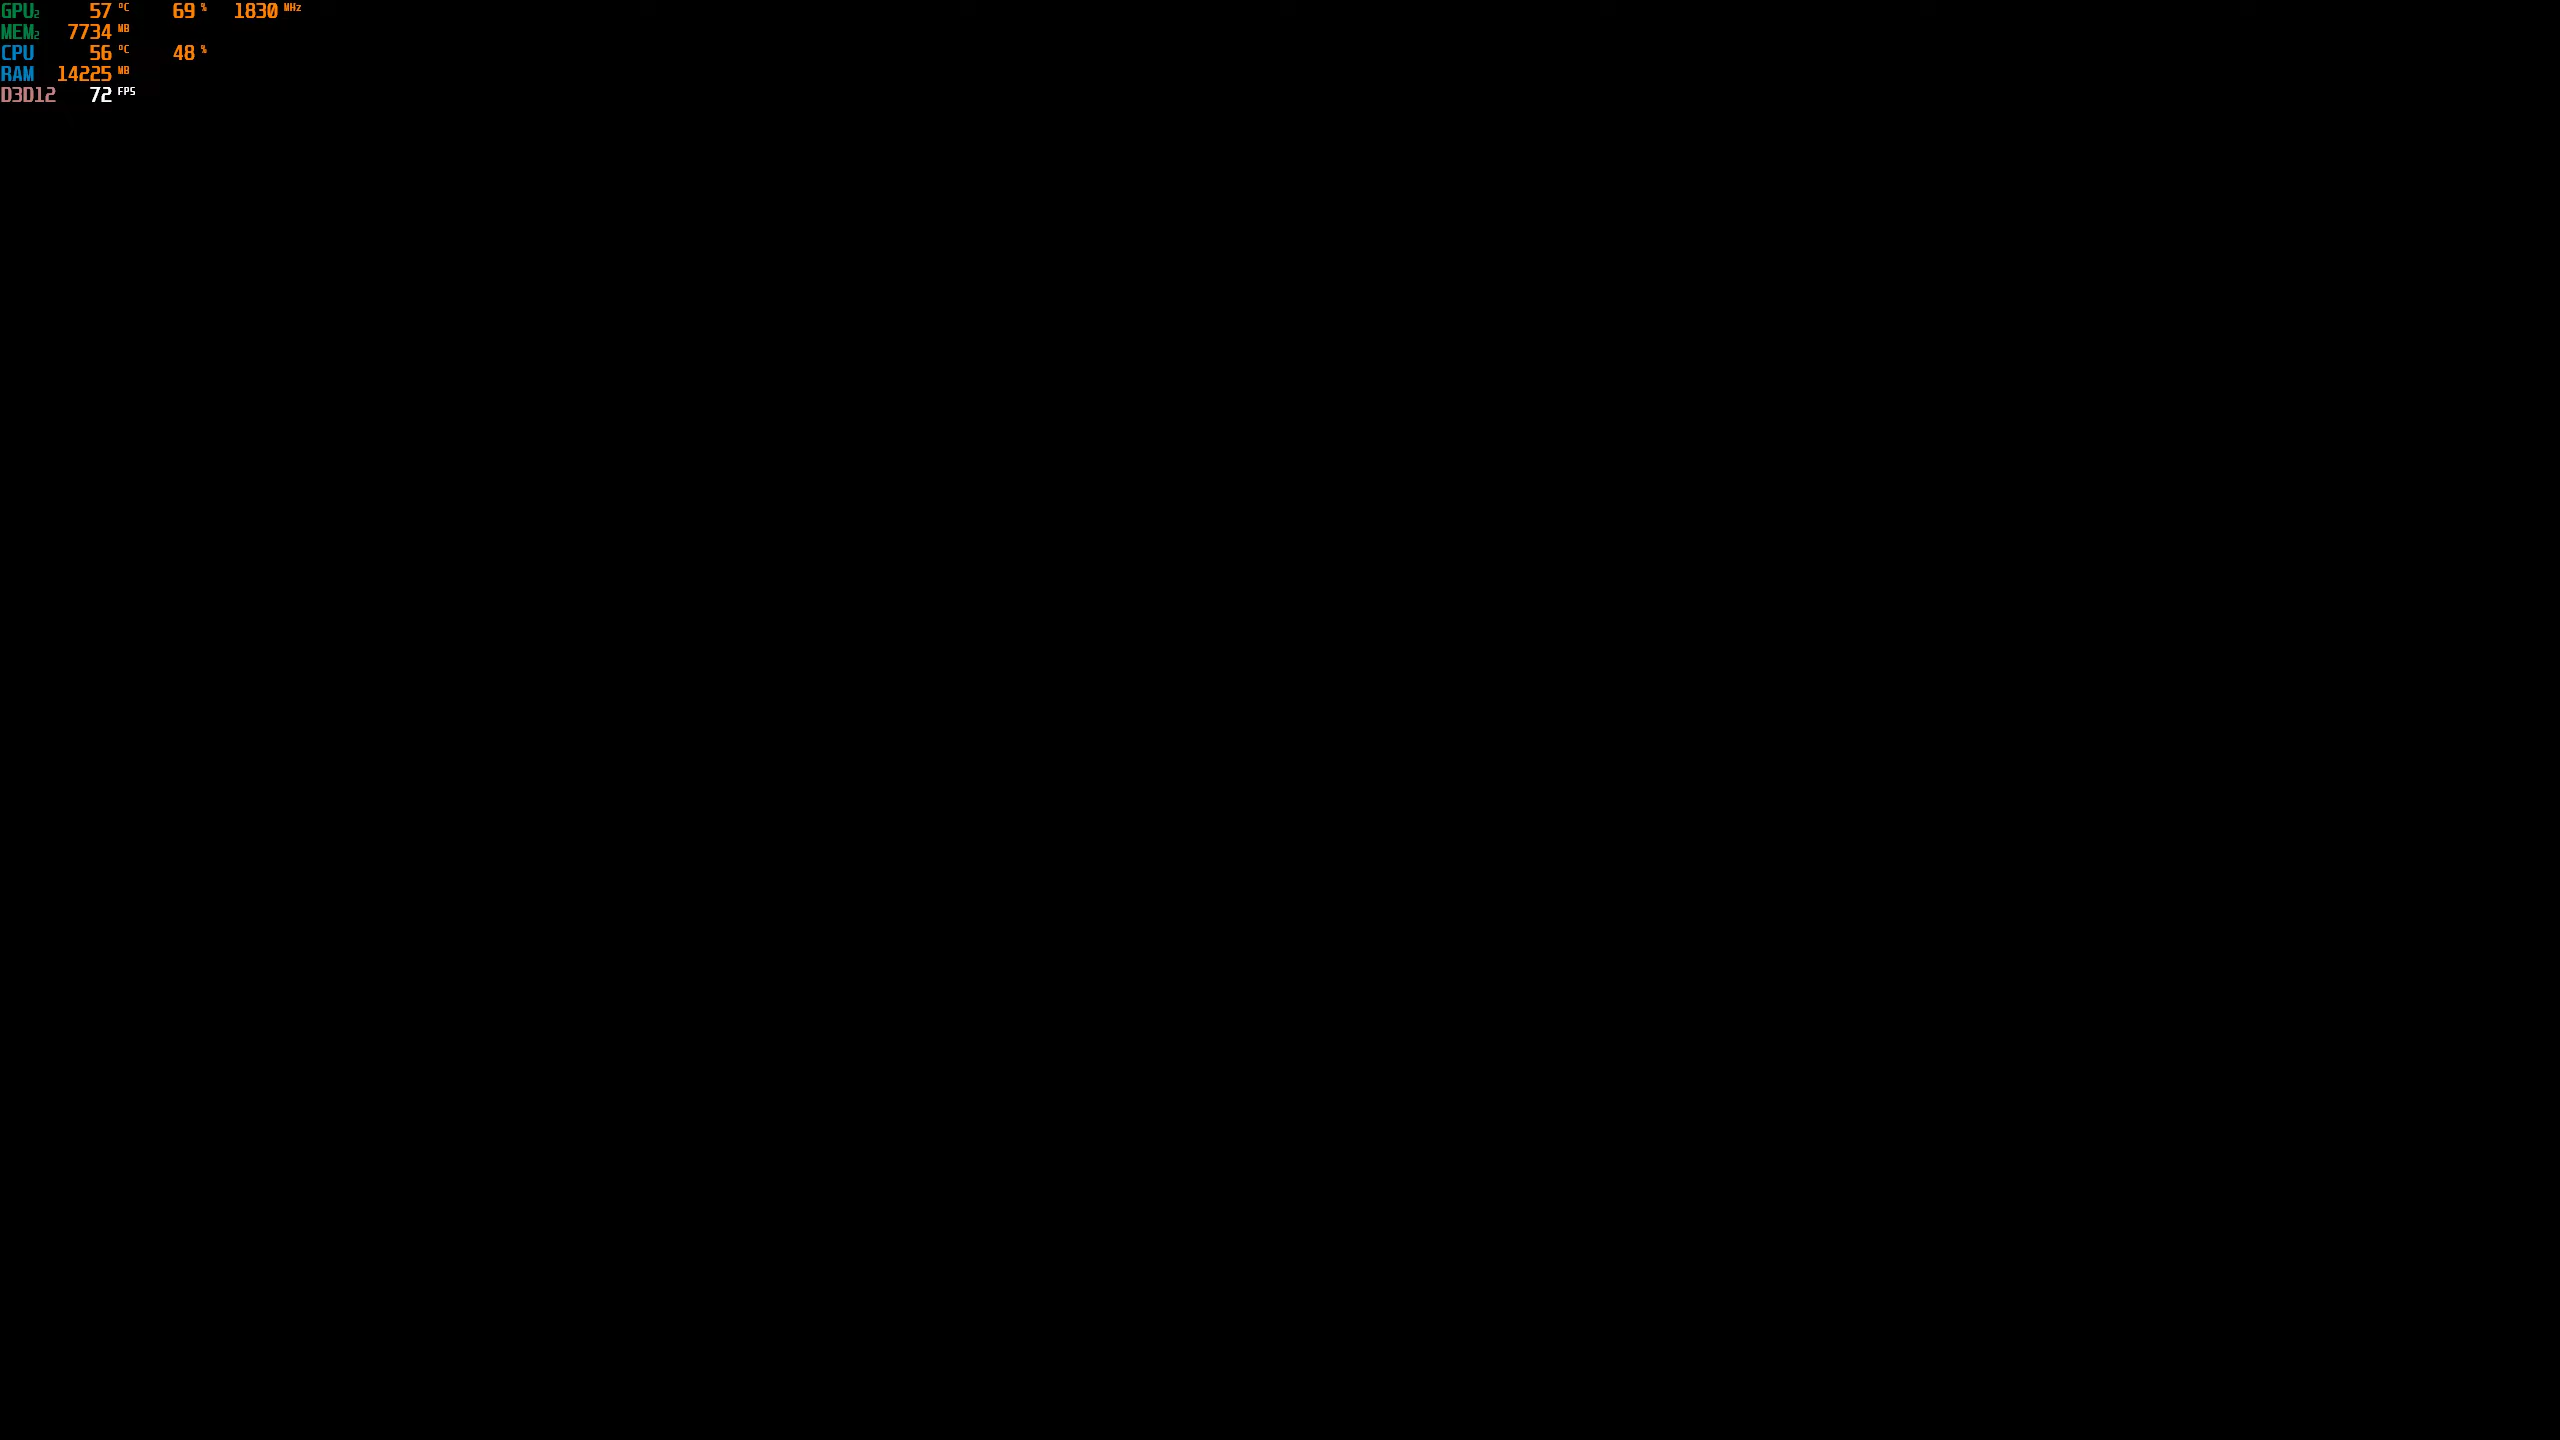 GPU2 57 °C 69 % 1830 MHz
MEM2 7734 MB
CPU 56 °C 48 %
RAM 14225 MB
D3D12 72 FPS